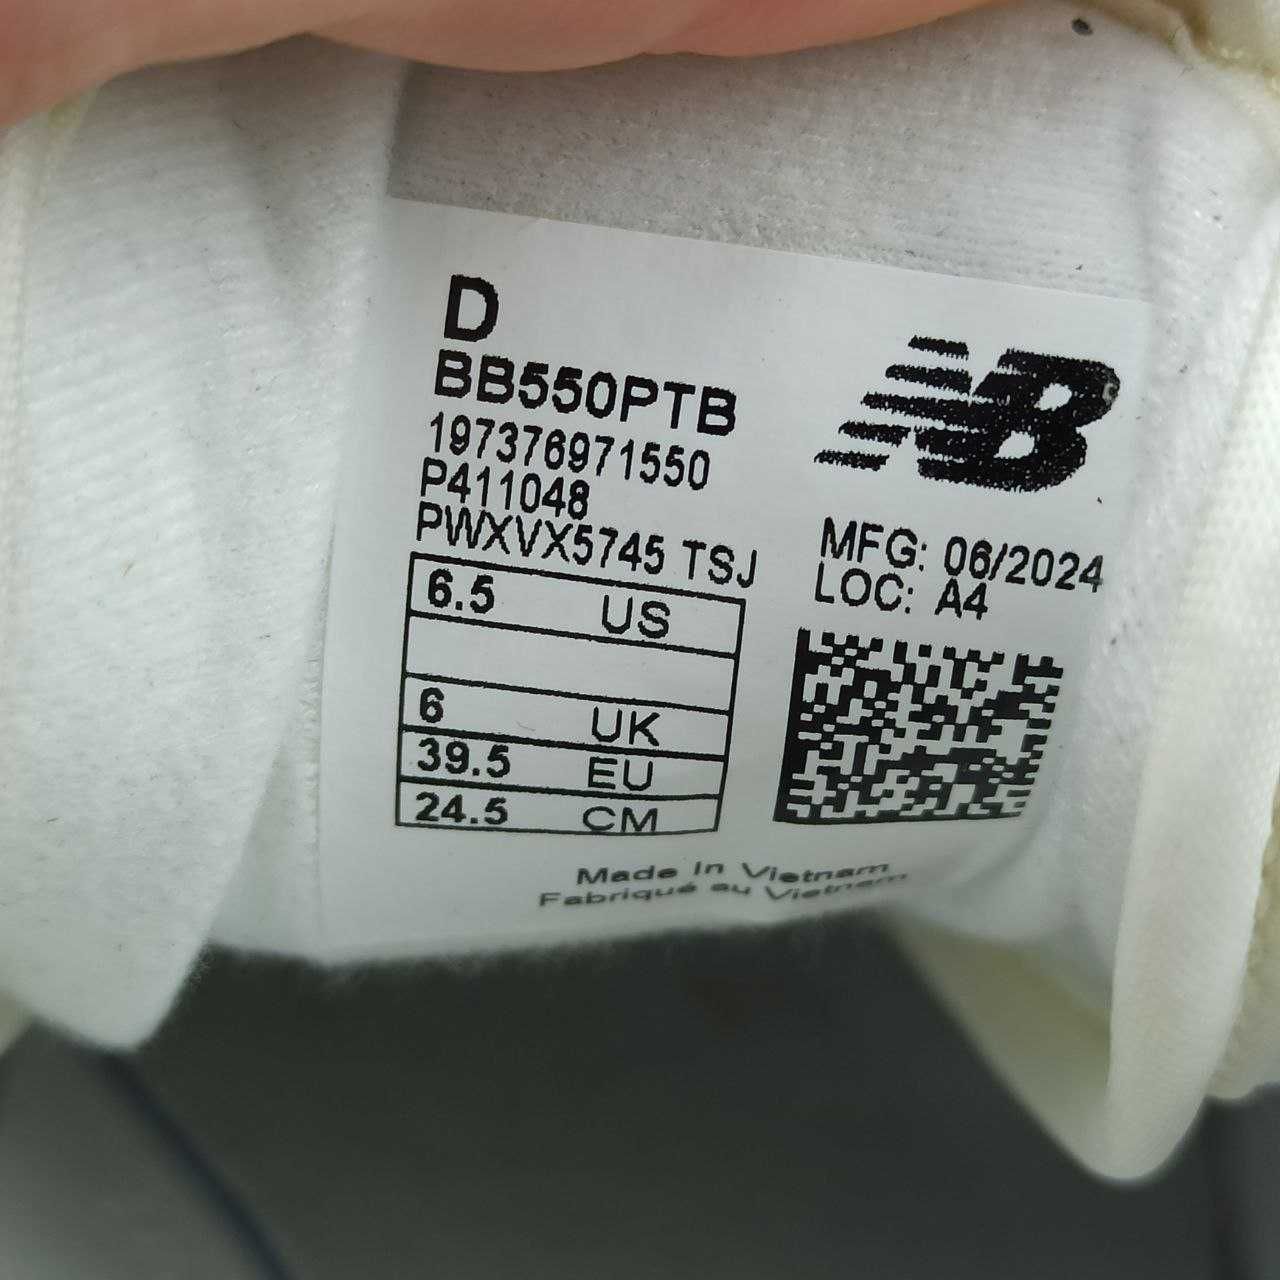 D
BB550PTB
197376971550
P411048
PWXVX5745 TSJ
6.5 US
6 UK
39.5 EU
24.5 CM
NB
MFG: 06/2024
LOC: A4
Made In Vietnam
Fabriqué au Vietnam